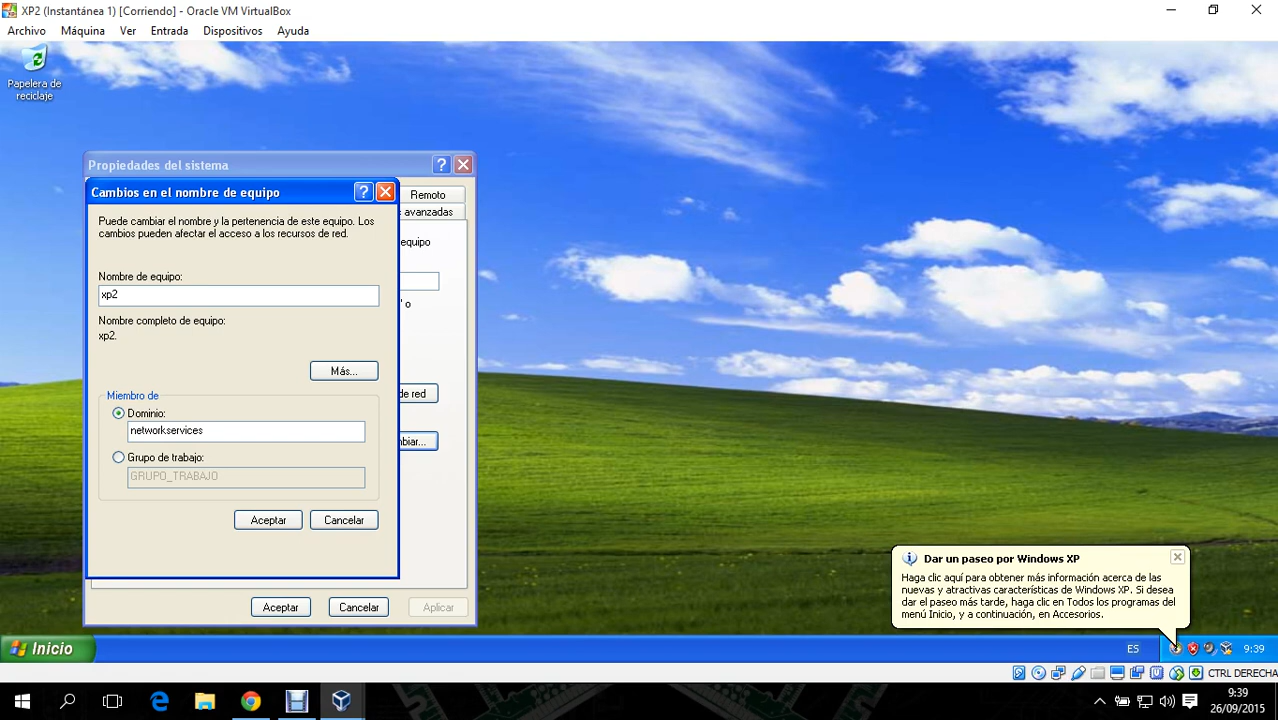 XP2 (Instantánea 1) [Corriendo] - Oracle VM VirtualBox
Archivo Máquina Ver Entrada Dispositivos Ayuda
Papelera de
reciclaje
Propiedades del sistema
Remoto
s avanzadas
equipo
" o
de red
mbiar...
Cambios en el nombre de equipo
Puede cambiar el nombre y la pertenencia de este equipo. Los
cambios pueden afectar el acceso a los recursos de red.
Nombre de equipo:
xp2
Nombre completo de equipo:
xp2.
Más...
Miembro de
Dominio:
networkservices
Grupo de trabajo:
GRUPO_TRABAJO
Aceptar Cancelar
Aceptar Cancelar Aplicar
Dar un paseo por Windows XP
Haga clic aquí para obtener más información acerca de las
nuevas y atractivas características de Windows XP. Si desea
dar el paseo más tarde, haga clic en Todos los programas del
menú Inicio, y a continuación, en Accesorios.
Inicio ES 9:39
CTRL DERECHA
9:39
26/09/2015